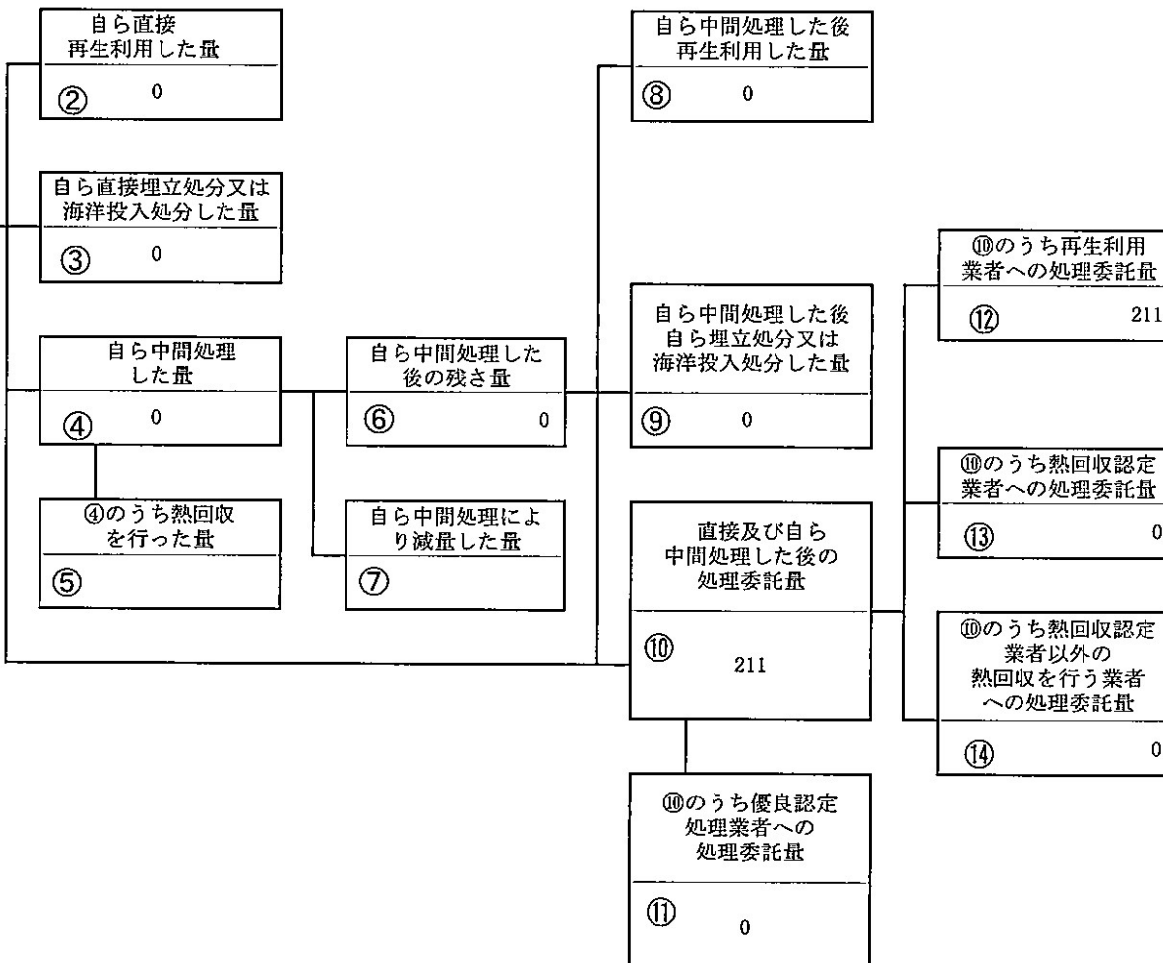 自ら直接
再生利用した量
② 0
自ら直接埋立処分又は
海洋投入処分した量
③ 0
自ら中間処理
した量
④ 0
④のうち熱回収
を行った量
⑤
自ら中間処理した
後の残さ量
⑥ 0
自ら中間処理によ
り減量した量
⑦
自ら中間処理した後
再生利用した量
⑧ 0
自ら中間処理した後
自ら埋立処分又は
海洋投入処分した量
⑨ 0
直接及び自ら
中間処理した後の
処理委託量
⑩ 211
⑩のうち優良認定
処理業者への
処理委託量
⑪ 0
⑩のうち再生利用
業者への処理委託量
⑫ 211
⑩のうち熱回収認定
業者への処理委託量
⑬ 0
⑩のうち熱回収認定
業者以外の
熱回収を行う業者
への処理委託量
⑭ 0